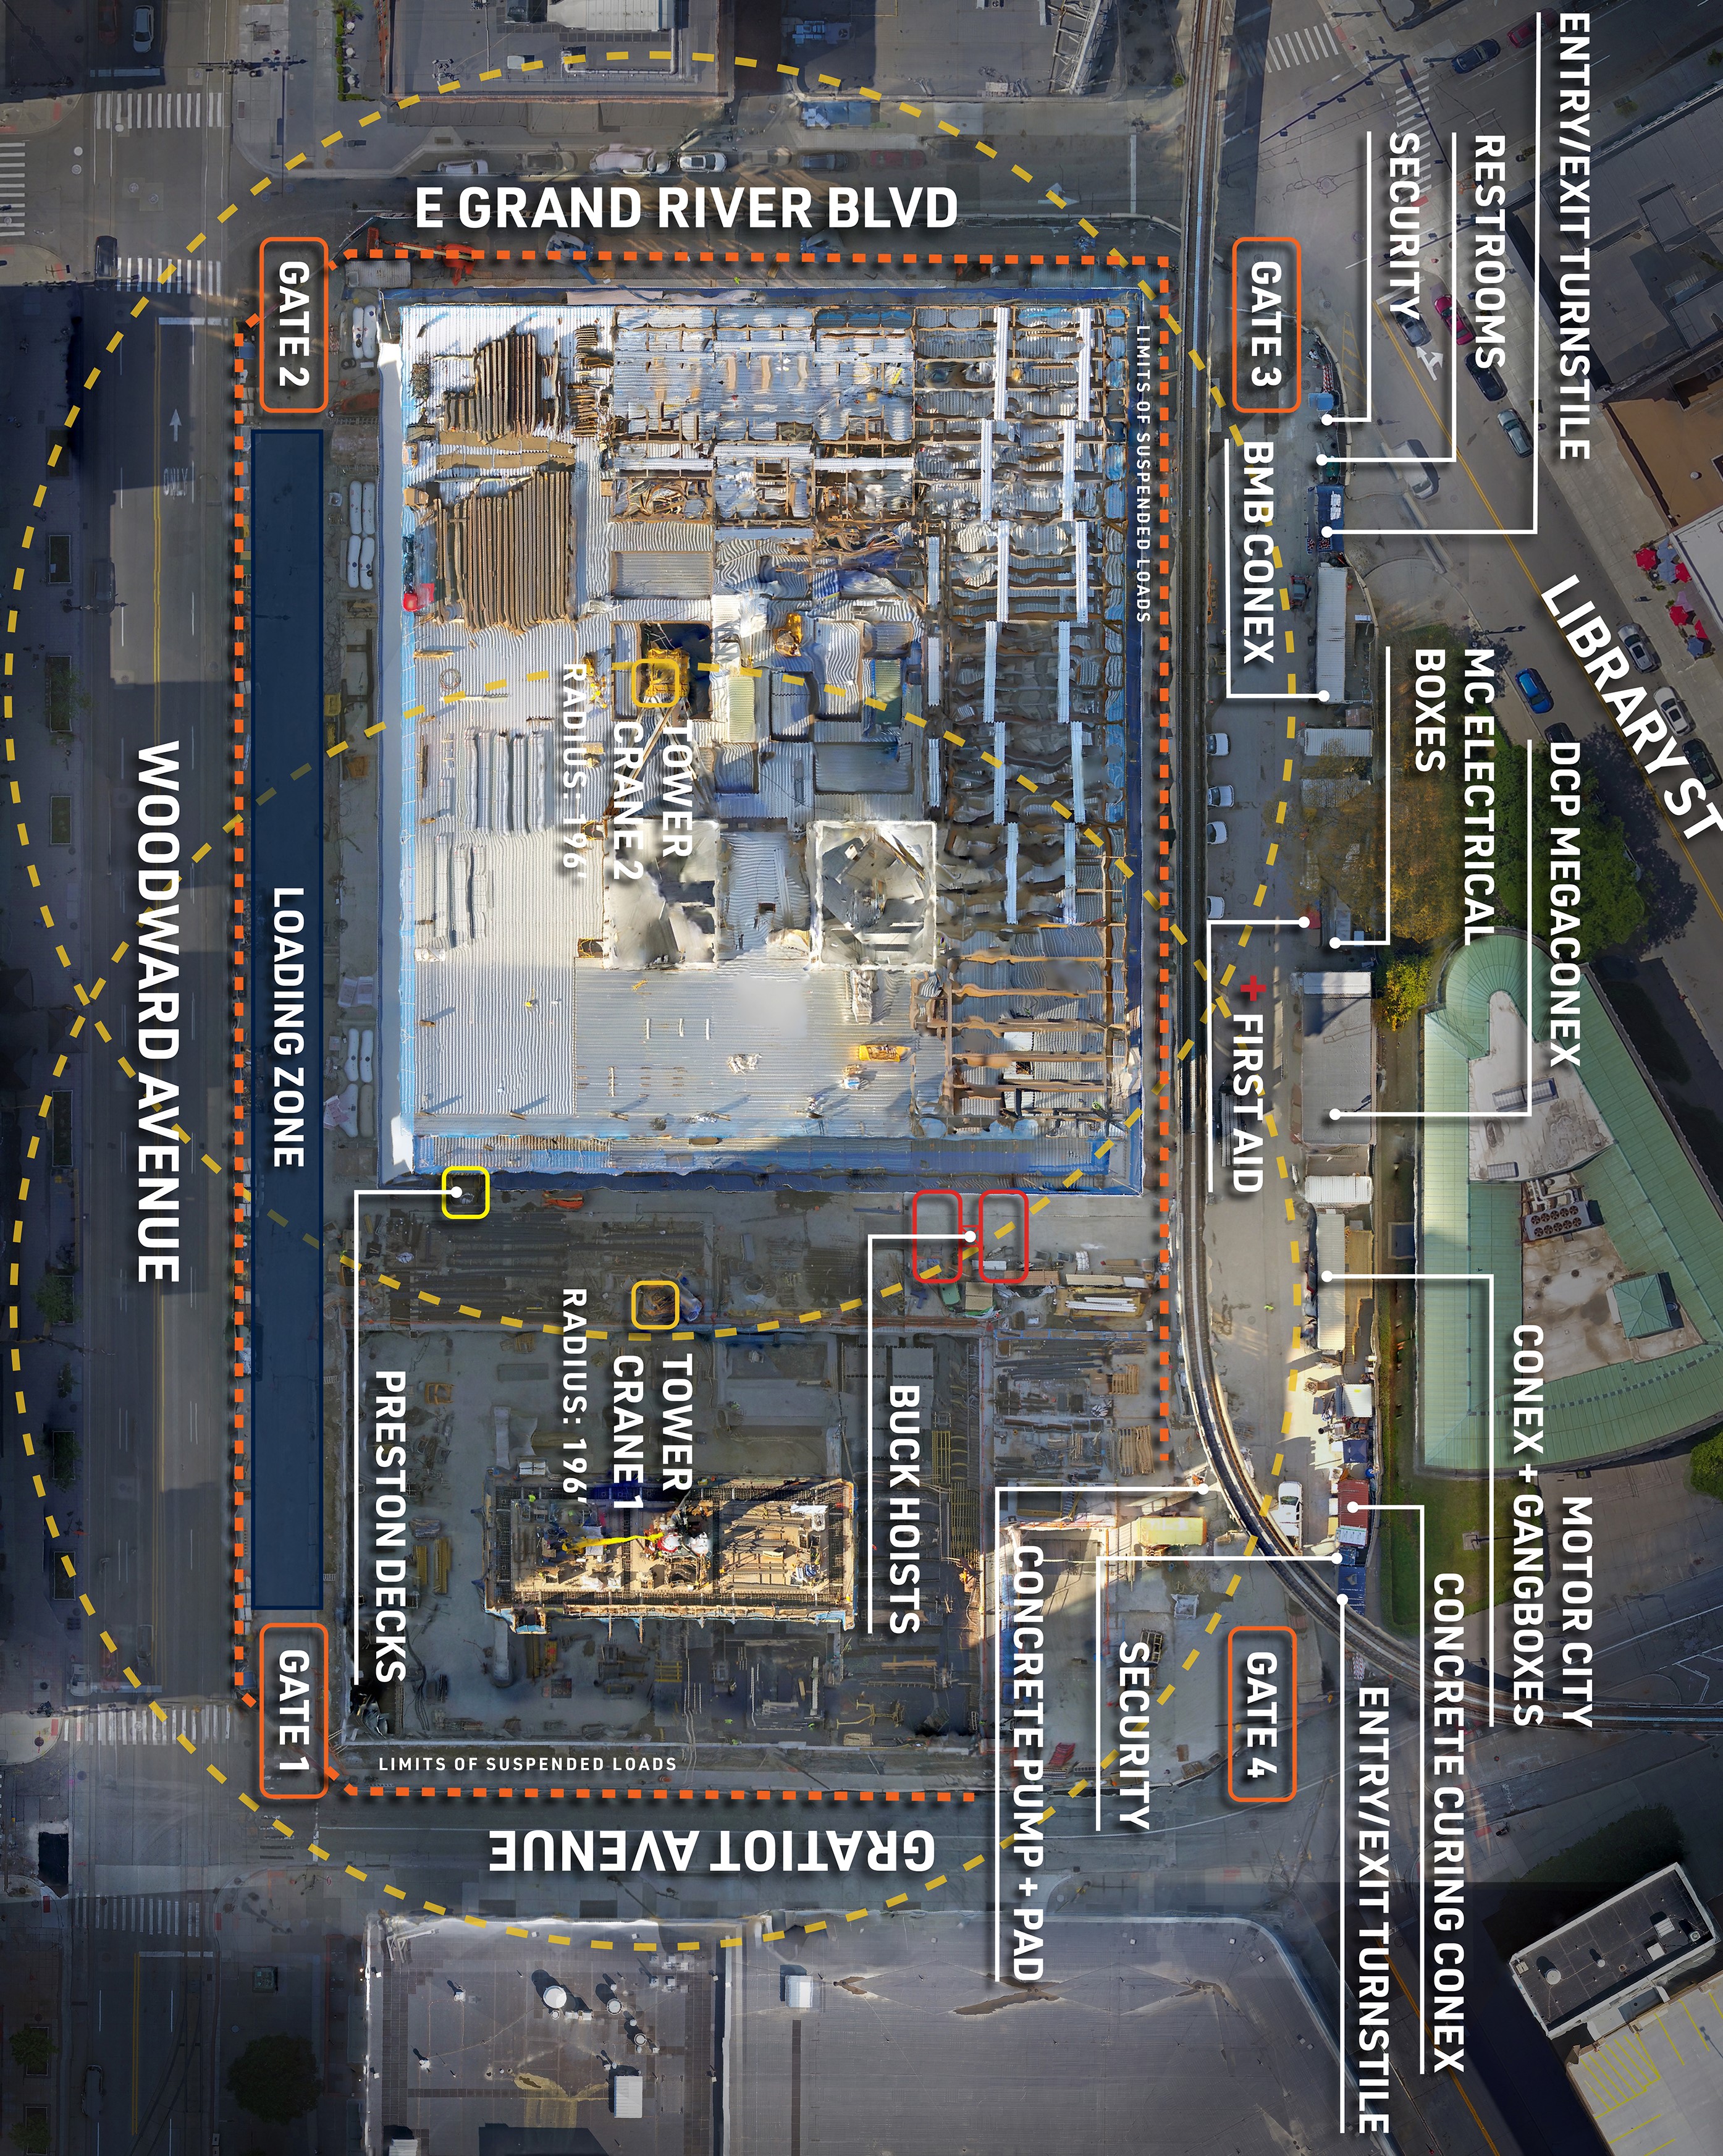 ENTRY/EXIT TURNSTILE
RESTROOMS
SECURITY
LIBRARY ST
DCP MEGACONEX
MC ELECTRICAL
BOXES
MOTOR CITY
CONEX + GANGBOXES
CONCRETE CURING CONEX
ENTRY/EXIT TURNSTILE
GATE 3
BMB CONEX
+ FIRST AID
GATE 4
SECURITY
CONCRETE PUMP + PAD
LIMITS OF SUSPENDED LOADS
E GRAND RIVER BLVD
BUCK HOISTS
TOWER
CRANE 2
RADIUS: 196'
TOWER
CRANE 1
RADIUS: 196'
PRESTON DECKS
LIMITS OF SUSPENDED LOADS
GRATIOT AVENUE
GATE 2
LOADING ZONE
GATE 1
WOODWARD AVENUE